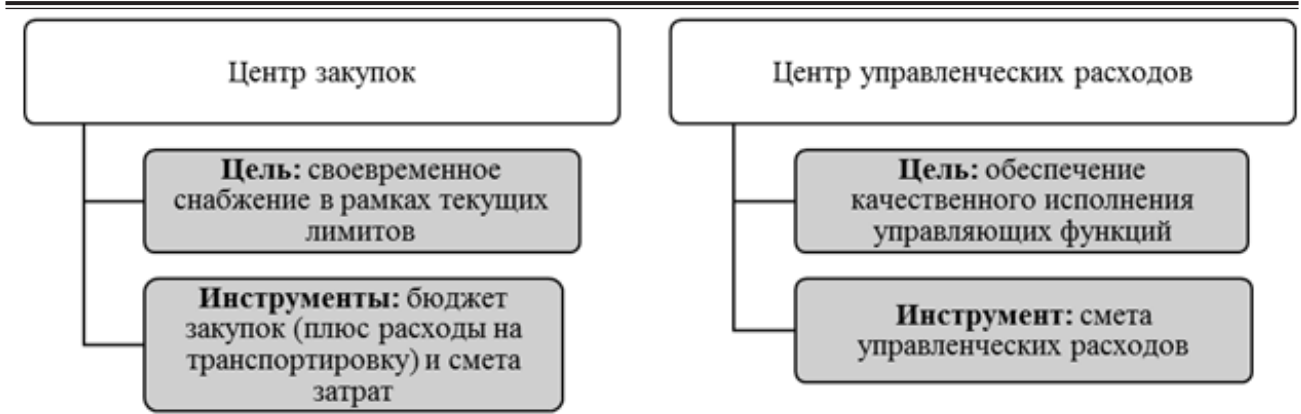 Центр закупок
Цель: своевременное
снабжение в рамках текущих
лимитов
Инструменты: бюджет
закупок (плюс расходы на
транспортировку) и смета
затрат
Центр управленческих расходов
Цель: обеспечение
качественного исполнения
управляющих функций
Инструмент: смета
управленческих расходов